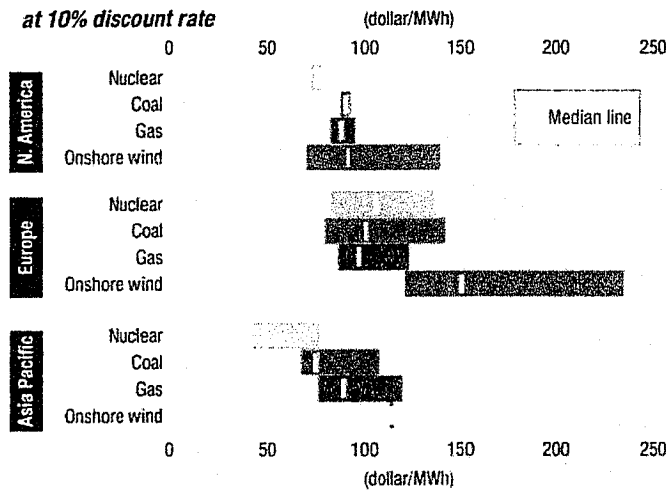 at 10% discount rate
(dollar/MWh)
0 50 100 150 200 250
N. America
Nuclear
Coal
Gas
Onshore wind
Median line
Europe
Nuclear
Coal
Gas
Onshore wind
Asia Pacific
Nuclear
Coal
Gas
Onshore wind
0 50 100 150 200 250
(dollar/MWh)